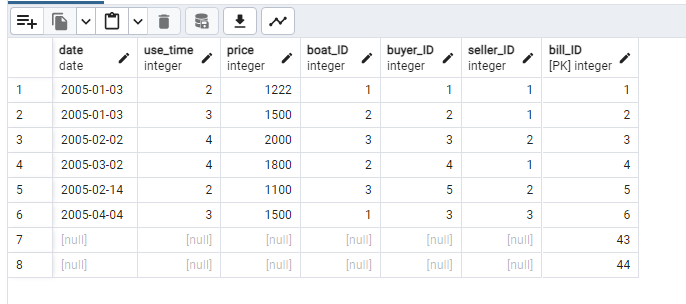 date use_time price boat_ID buyer_ID seller_ID bill_ID
date integer integer integer integer integer [PK] integer
1 2005-01-03 2 1222 1 1 1 1
2 2005-01-03 3 1500 2 2 1 2
3 2005-02-02 4 2000 3 3 2 3
4 2005-03-02 4 1800 2 4 1 4
5 2005-02-14 2 1100 3 5 2 5
6 2005-04-04 3 1500 1 3 3 6
7 [null] [null] [null] [null] [null] [null] 43
8 [null] [null] [null] [null] [null] [null] 44